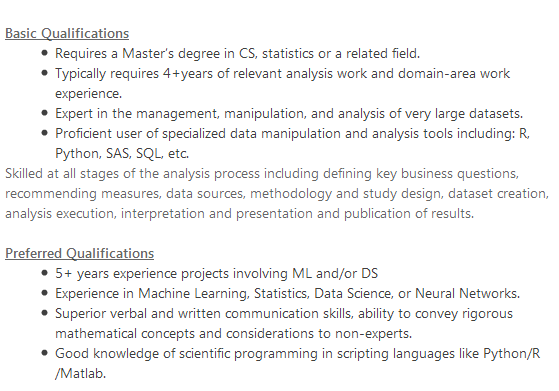 Basic Qualifications
• Requires a Master's degree in CS, statistics or a related field.
• Typically requires 4+years of relevant analysis work and domain-area work
experience.
• Expert in the management, manipulation, and analysis of very large datasets.
• Proficient user of specialized data manipulation and analysis tools including: R,
Python, SAS, SQL, etc.
Skilled at all stages of the analysis process including defining key business questions,
recommending measures, data sources, methodology and study design, dataset creation,
analysis execution, interpretation and presentation and publication of results.
Preferred Qualifications
• 5+ years experience projects involving ML and/or DS
• Experience in Machine Learning, Statistics, Data Science, or Neural Networks.
• Superior verbal and written communication skills, ability to convey rigorous
mathematical concepts and considerations to non-experts.
• Good knowledge of scientific programming in scripting languages like Python/R
/Matlab.